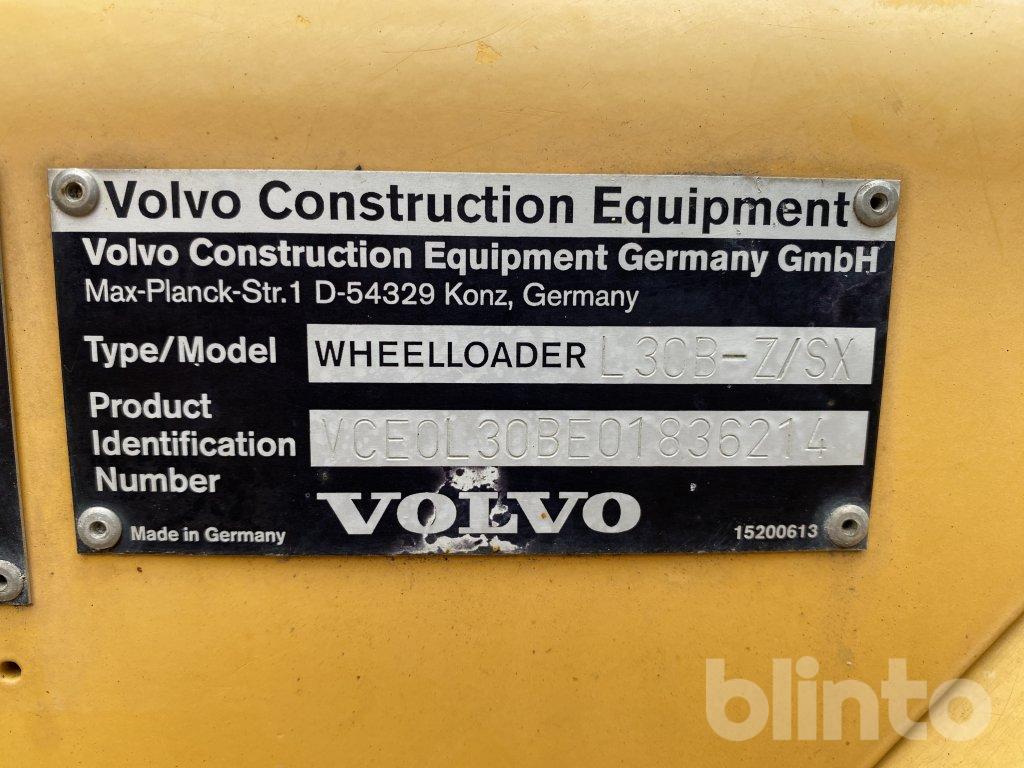 Volvo Construction Equipment
Volvo Construction Equipment Germany GmbH
Max-Planck-Str.1 D-54329 Konz, Germany
Type/Model WHEELLOADER L30B-Z/SX
Product
Identification VCE0L30BE01836214
Number
VOLVO
Made in Germany 15200613
blinto